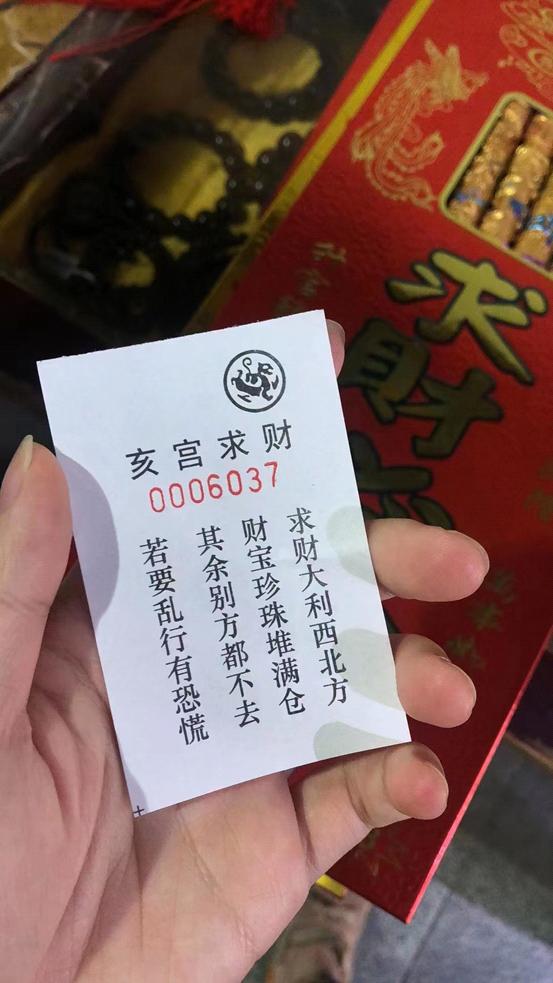 亥宫求财
0006037
求财大利西北方
财宝珍珠堆满仓
其余别方都不去
若要乱行有恐慌
求财